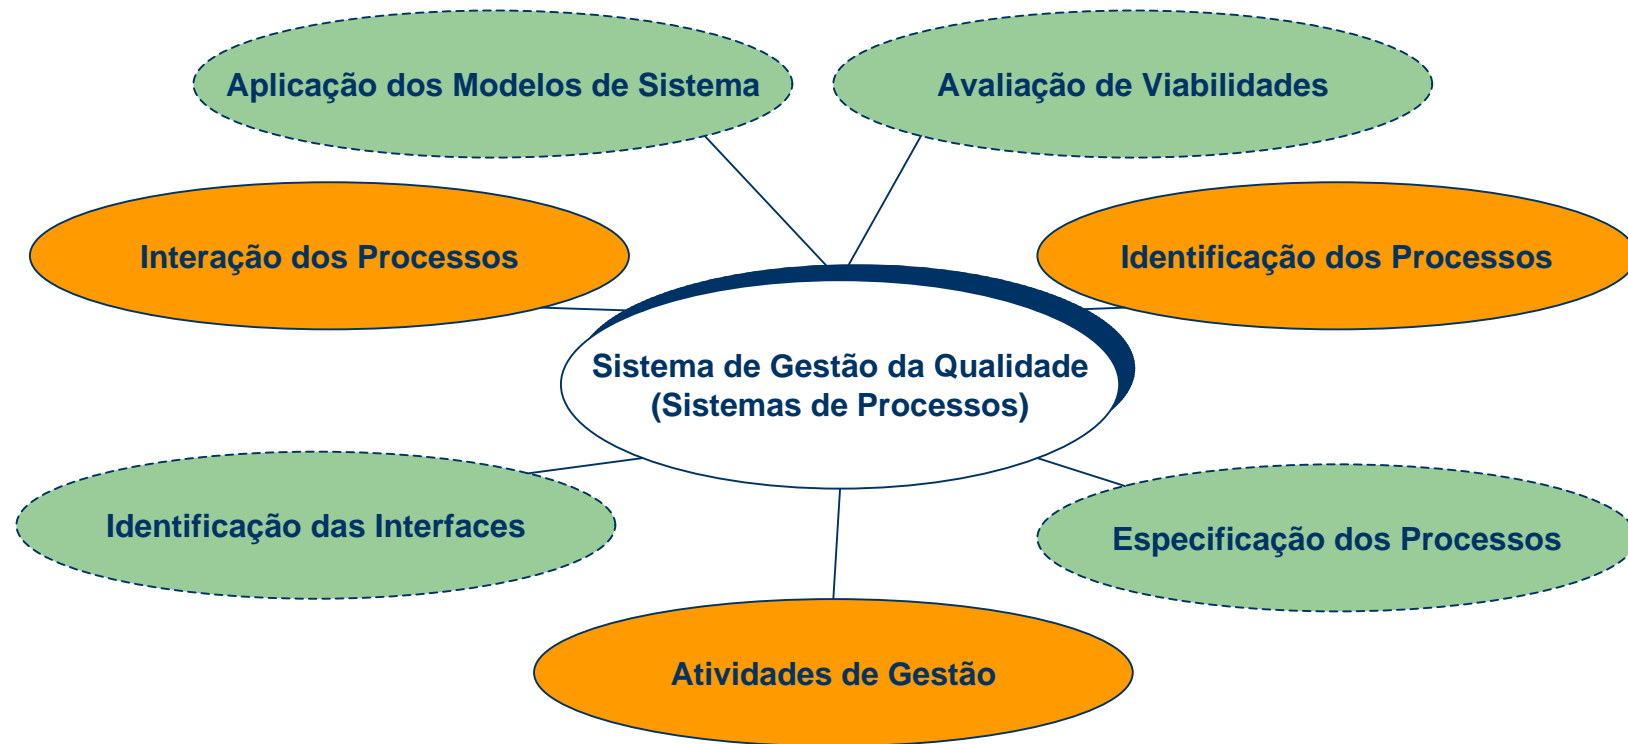 Aplicação dos Modelos de Sistema
Avaliação de Viabilidades
Interação dos Processos
Identificação dos Processos
Sistema de Gestão da Qualidade
(Sistemas de Processos)
Identificação das Interfaces
Especificação dos Processos
Atividades de Gestão